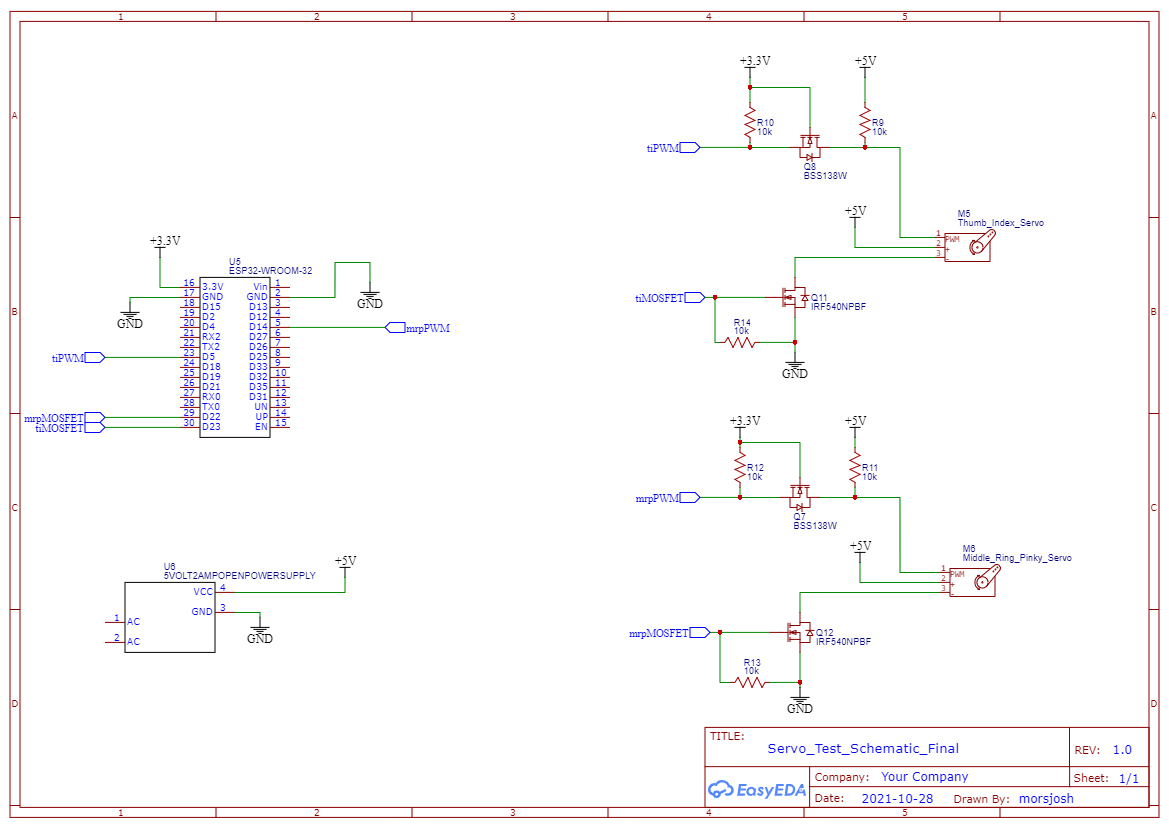 1 2 3 4 5
A
B
C
D
A
B
C
D
1 2 3 4 5
+3.3V
+5V
R10
10k
R9
10k
tiPWM
Q8
BSS138W
+5V
M5
Thumb_Index_Servo
1 PWM
2 +
3 -
tiMOSFET
Q11
IRF540NPBF
R14
10k
GND
+3.3V
U5
ESP32-WROOM-32
16 3.3V Vin 1
17 GND GND 2
18 D15 D13 3
19 D2 D12 4
20 D4 D14 5
21 RX2 D27 6
22 TX2 D26 7
23 D5 D25 8
24 D18 D33 9
25 D19 D32 10
26 D21 D35 11
27 RX0 D31 12
28 TX0 UN 13
29 D22 UP 14
30 D23 EN 15
GND
GND
mrpPWM
tiPWM
mrpMOSFET
tiMOSFET
+3.3V
+5V
R12
10k
R11
10k
mrpPWM
Q7
BSS138W
+5V
M6
Middle_Ring_Pinky_Servo
1 PWM
2 +
3 -
mrpMOSFET
Q12
IRF540NPBF
R13
10k
GND
U6
5VOLT2AMPOPENPOWERSUPPLY
+5V
VCC 4
GND 3
1 AC
2 AC
GND
TITLE:
Servo_Test_Schematic_Final
REV: 1.0
EasyEDA
Company: Your Company
Sheet: 1/1
Date: 2021-10-28 Drawn By: morsjosh